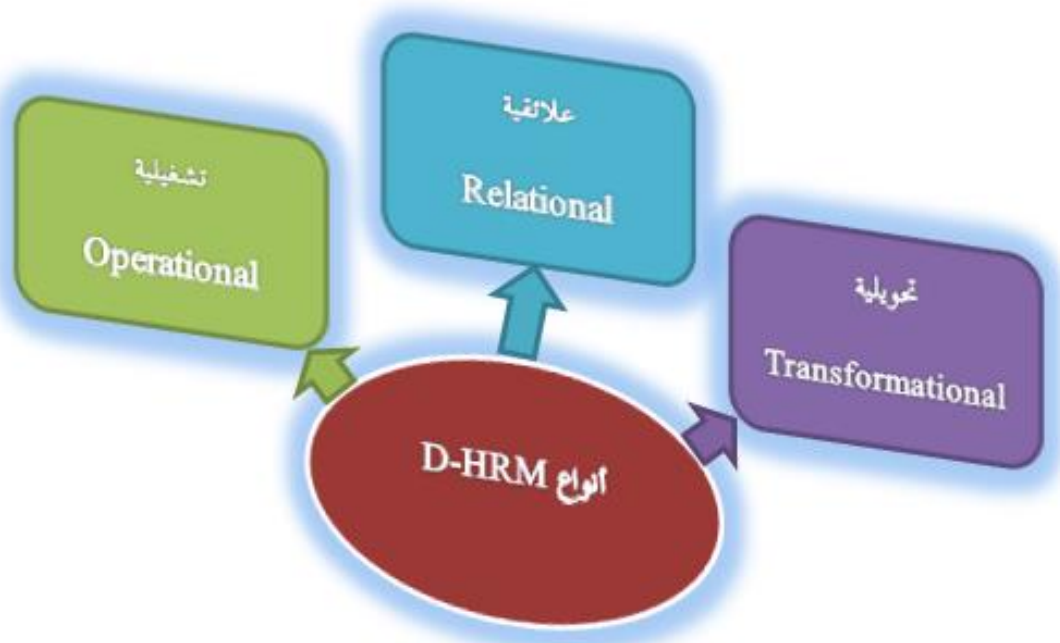 علائقية
Relational
تشغيلية
Operational
تحويلية
Transformational
أنواع D-HRM